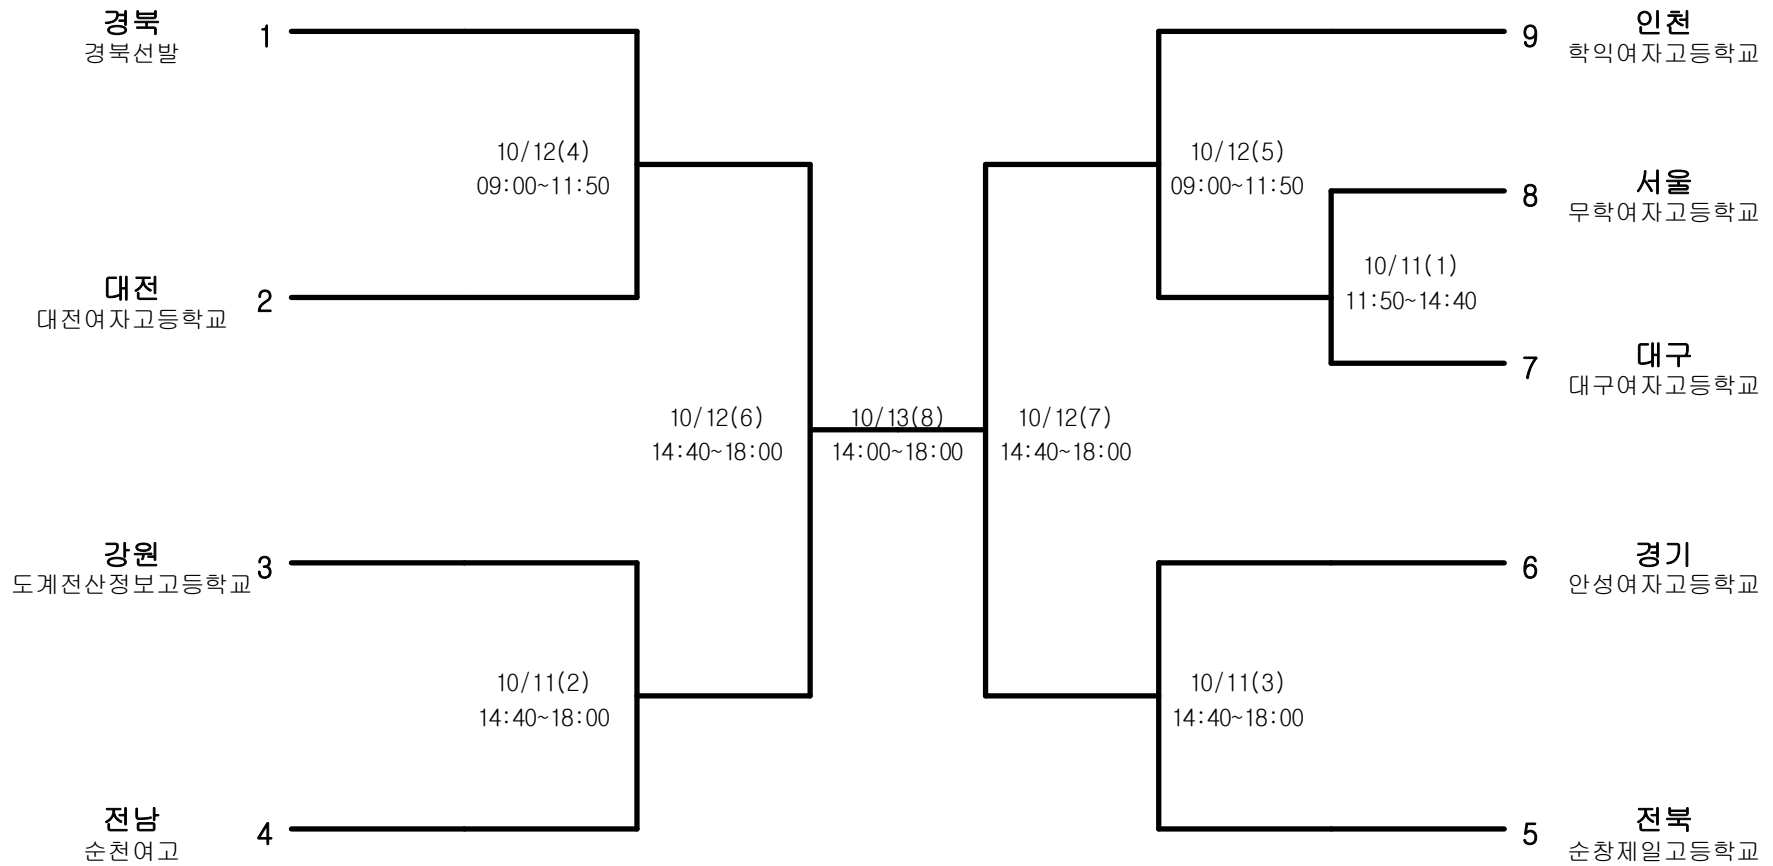 경북
경북선발
1
10/12(4)
09:00~11:50
대전
대전여자고등학교
2
10/12(6)
14:40~18:00
강원
도계전산정보고등학교
3
10/11(2)
14:40~18:00
전남
순천여고
4
10/13(8)
14:00~18:00
9
인천
학익여자고등학교
10/12(5)
09:00~11:50
8
서울
무학여자고등학교
10/11(1)
11:50~14:40
7
대구
대구여자고등학교
10/12(7)
14:40~18:00
6
경기
안성여자고등학교
10/11(3)
14:40~18:00
5
전북
순창제일고등학교